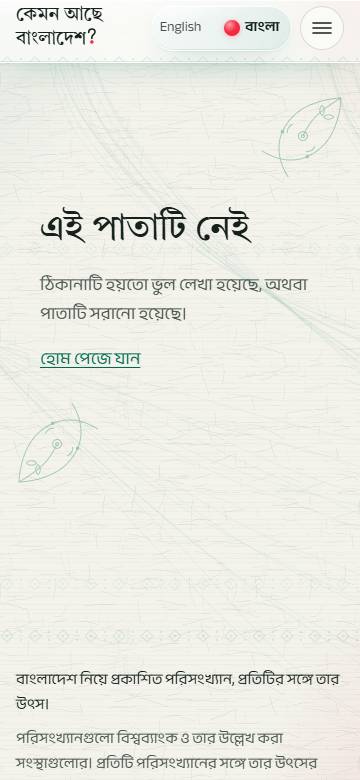 কেমন আছে
বাংলাদেশ?
English
বাংলা
এই পাতাটি নেই
ঠিকানাটি হয়তো ভুল লেখা হয়েছে, অথবা
পাতাটি সরানো হয়েছে।
হোম পেজে যান
বাংলাদেশ নিয়ে প্রকাশিত পরিসংখ্যান, প্রতিটির সঙ্গে তার
উৎস।
পরিসংখ্যানগুলো বিশ্বব্যাংক ও তার উল্লেখ করা
সংস্থাগুলোর। প্রতিটি পরিসংখ্যানের সঙ্গে তার উৎসের